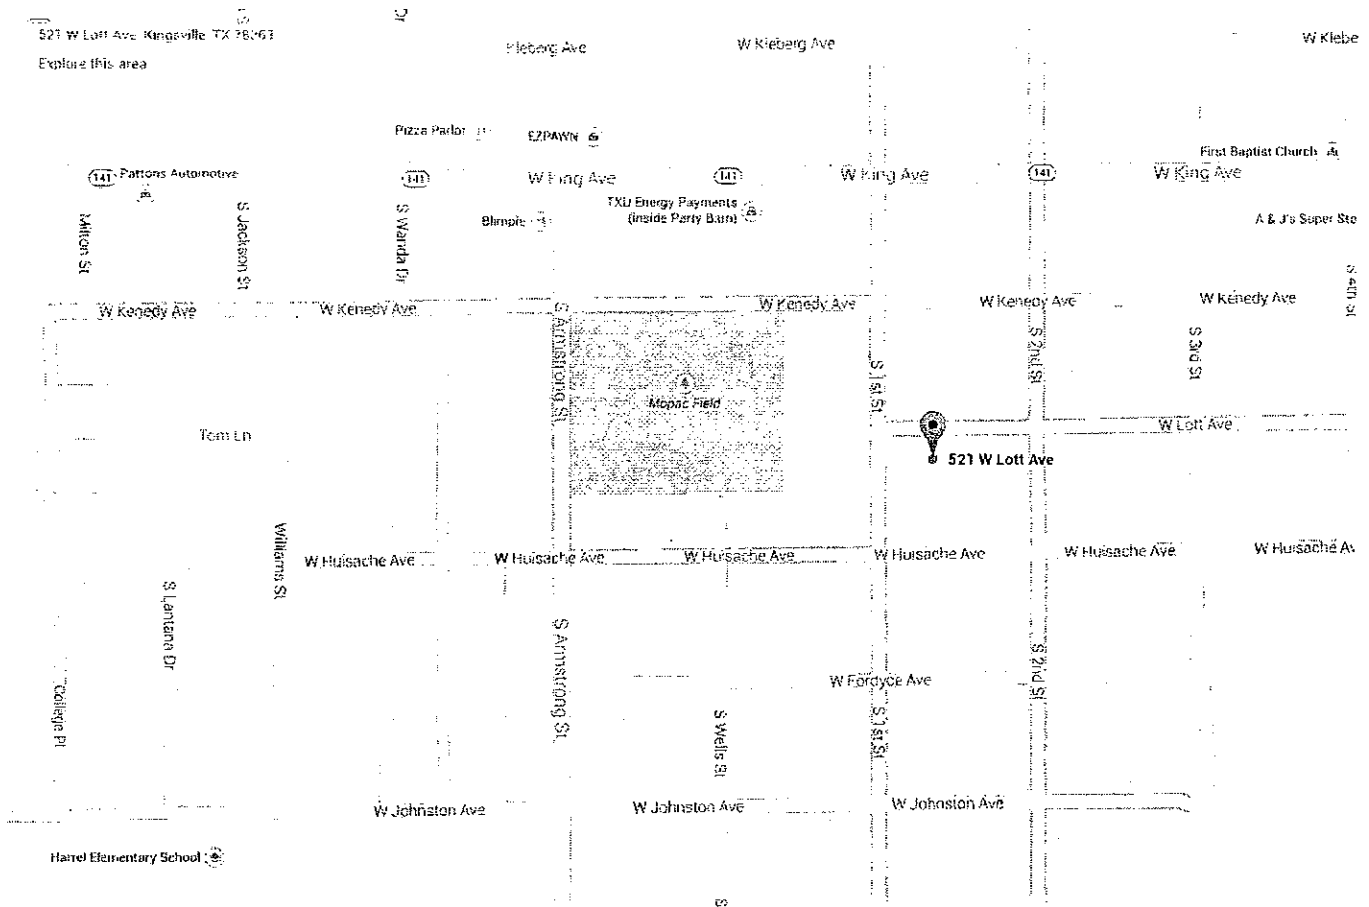 521 W Lott Ave Kingsville TX 78363
Explore this area
Kleberg Ave
W Kleberg Ave
W Klebe
Dr
Pizza Parlor
EZPAWN
First Baptist Church
141
Pattons Automotive
141
W King Ave
141
W King Ave
141
W King Ave
TXU Energy Payments
(inside Party Barn)
Blimpie
A & J's Super Sto
Milton St
S Jackson St
S Wanda Dr
S 4th St
W Kenedy Ave
W Kenedy Ave
W Kenedy Ave
W Kenedy Ave
W Kenedy Ave
S Armstrong St
S 1st St
S 2nd St
S 3rd St
Mopac Field
Tom Ln
W Lott Ave
521 W Lott Ave
W Huisache Ave
W Huisache Ave
W Huisache Ave
W Huisache Ave
W Huisache Ave
W Huisache Av
Williams St
S Lantana Dr
S Armstrong St
S 2nd St
W Fordyce Ave
College Pl
S Wells St
S 1st St
W Johnston Ave
W Johnston Ave
W Johnston Ave
Harrel Elementary School
S